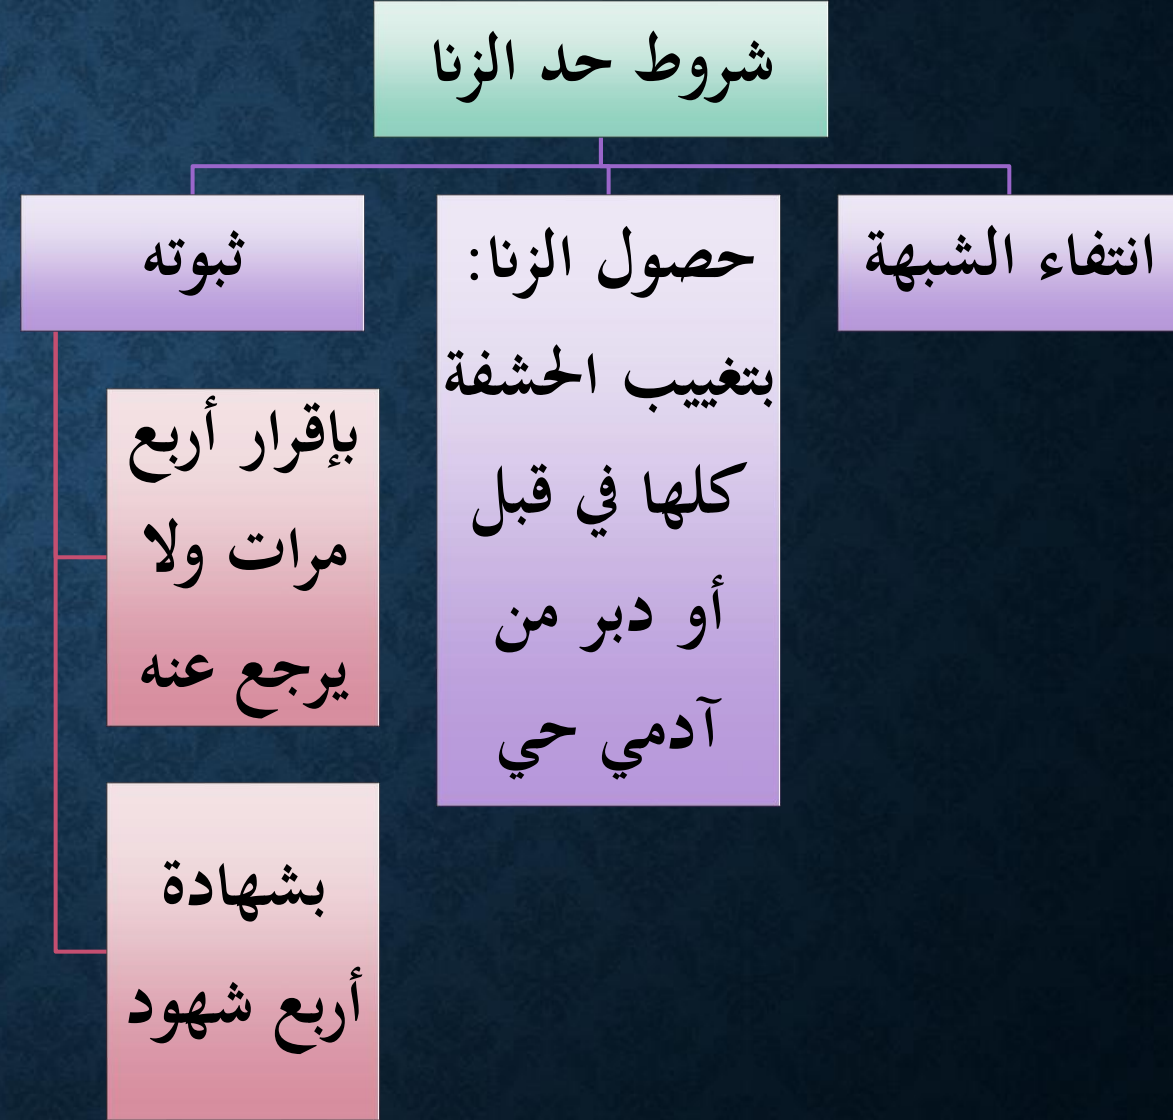 شروط حد الزنا
انتفاء الشبهة
حصول الزنا:
بتغييب الحشفة
كلها في قبل
أو دبر من
آدمي حي
ثبوته
بإقرار أربع
مرات ولا
يرجع عنه
بشهادة
أربع شهود